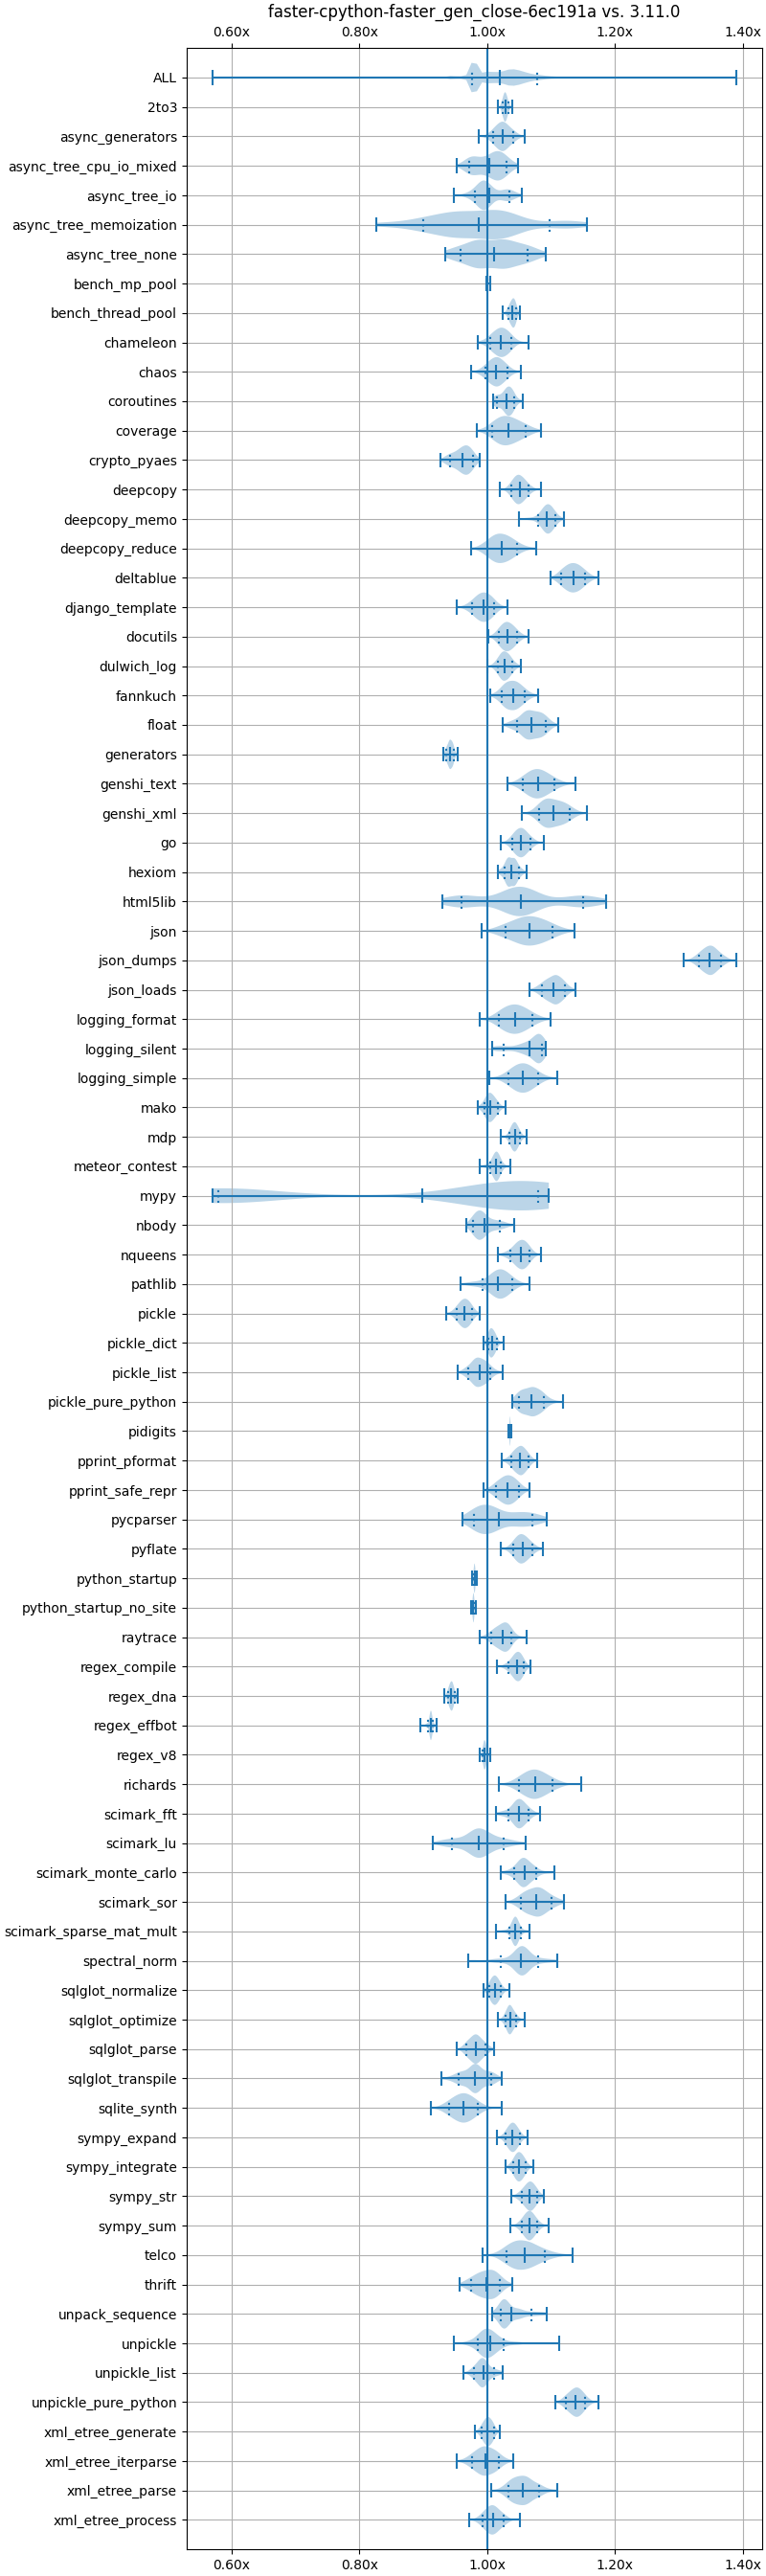 faster-cpython-faster_gen_close-6ec191a vs. 3.11.0
0.60x 0.80x 1.00x 1.20x 1.40x
ALL
2to3
async_generators
async_tree_cpu_io_mixed
async_tree_io
async_tree_memoization
async_tree_none
bench_mp_pool
bench_thread_pool
chameleon
chaos
coroutines
coverage
crypto_pyaes
deepcopy
deepcopy_memo
deepcopy_reduce
deltablue
django_template
docutils
dulwich_log
fannkuch
float
generators
genshi_text
genshi_xml
go
hexiom
html5lib
json
json_dumps
json_loads
logging_format
logging_silent
logging_simple
mako
mdp
meteor_contest
mypy
nbody
nqueens
pathlib
pickle
pickle_dict
pickle_list
pickle_pure_python
pidigits
pprint_pformat
pprint_safe_repr
pycparser
pyflate
python_startup
python_startup_no_site
raytrace
regex_compile
regex_dna
regex_effbot
regex_v8
richards
scimark_fft
scimark_lu
scimark_monte_carlo
scimark_sor
scimark_sparse_mat_mult
spectral_norm
sqlglot_normalize
sqlglot_optimize
sqlglot_parse
sqlglot_transpile
sqlite_synth
sympy_expand
sympy_integrate
sympy_str
sympy_sum
telco
thrift
unpack_sequence
unpickle
unpickle_list
unpickle_pure_python
xml_etree_generate
xml_etree_iterparse
xml_etree_parse
xml_etree_process
0.60x 0.80x 1.00x 1.20x 1.40x